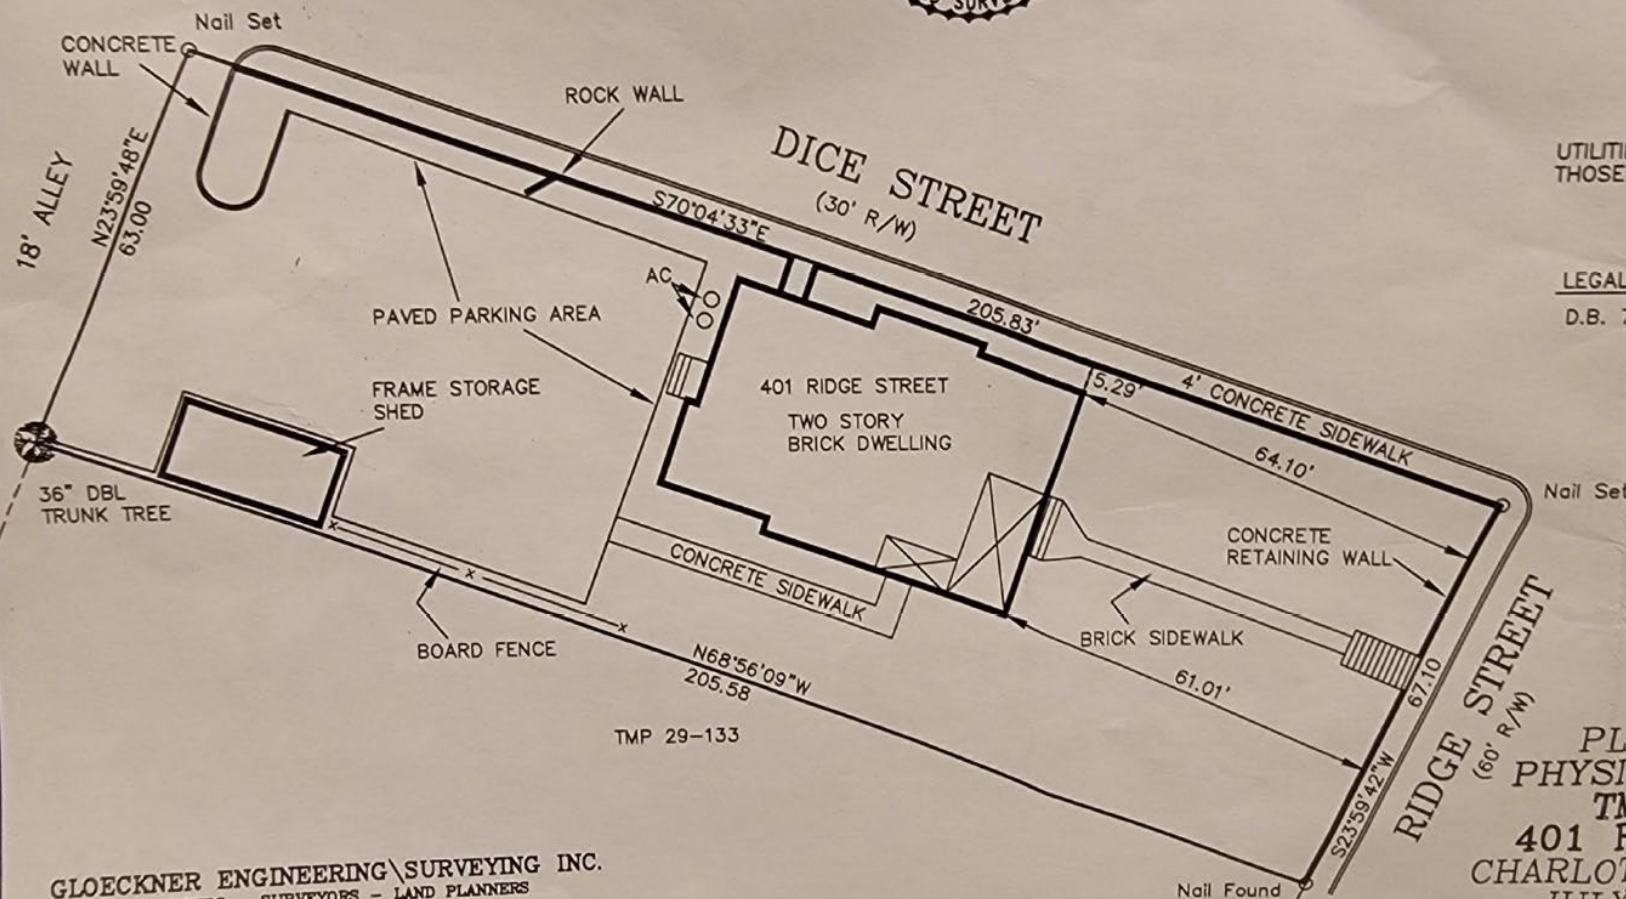 SURV
Nail Set
CONCRETE
WALL
ROCK WALL
DICE STREET
(30' R/W)
18' ALLEY
N23°59'48"E
63.00
S70°04'33"E
205.83'
AC
PAVED PARKING AREA
FRAME STORAGE
SHED
401 RIDGE STREET
TWO STORY
BRICK DWELLING
5.29'
4' CONCRETE SIDEWALK
64.10'
Nail Set
36" DBL
TRUNK TREE
x
x
x
CONCRETE SIDEWALK
CONCRETE
RETAINING WALL
BOARD FENCE
BRICK SIDEWALK
61.01'
N68°56'09"W
205.58
TMP 29-133
67.10
S23°59'42"W
RIDGE STREET
(60' R/W)
Nail Found
UTILITI
THOSE
LEGAL
D.B. 7
PL
PHYSI
TM
401 R
CHARLOT
JULY
GLOECKNER ENGINEERING\SURVEYING INC.
SURVEYORS - LAND PLANNERS